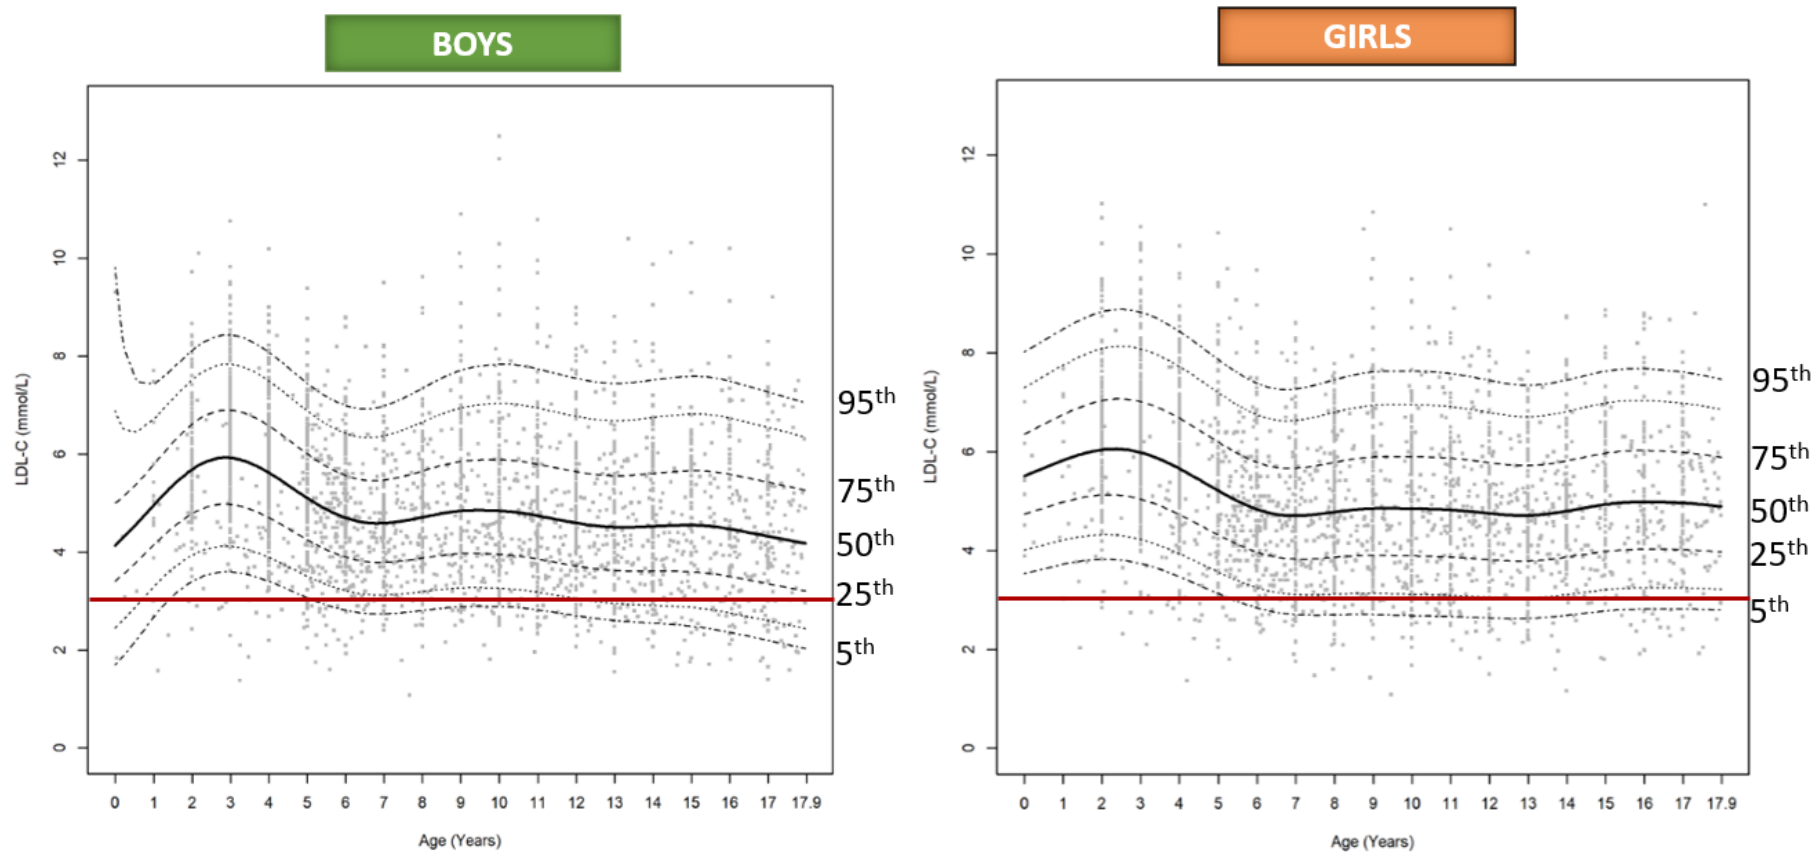 BOYS
LDL-C (mmol/L)
12
10
8
6
4
2
0
95th
75th
50th
25th
5th
0 1 2 3 4 5 6 7 8 9 10 11 12 13 14 15 16 17 17.9
Age (Years)
GIRLS
LDL-C (mmol/L)
12
10
8
6
4
2
0
95th
75th
50th
25th
5th
0 1 2 3 4 5 6 7 8 9 10 11 12 13 14 15 16 17 17.9
Age (Years)